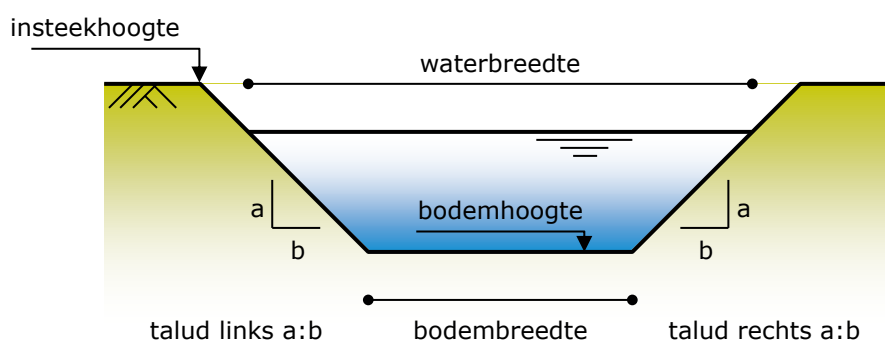 insteekhoogte
waterbreedte
a
b
bodemhoogte
a
b
talud links a:b
bodembreedte
talud rechts a:b